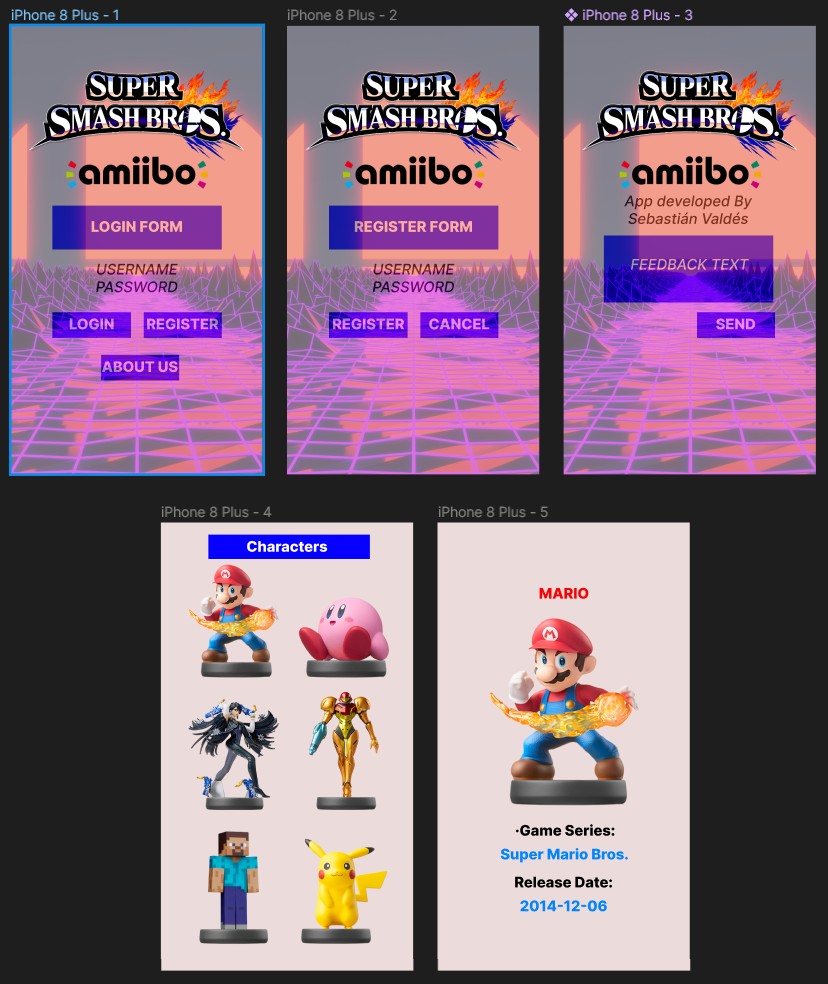 iPhone 8 Plus - 1
SUPER
SMASH BROS.
amiibo
LOGIN FORM
USERNAME
PASSWORD
LOGIN
REGISTER
ABOUT US
iPhone 8 Plus - 2
SUPER
SMASH BROS.
amiibo
REGISTER FORM
USERNAME
PASSWORD
REGISTER
CANCEL
iPhone 8 Plus - 3
SUPER
SMASH BROS.
amiibo
App developed By
Sebastián Valdés
FEEDBACK TEXT
SEND
iPhone 8 Plus - 4
Characters
M
iPhone 8 Plus - 5
MARIO
M
·Game Series:
Super Mario Bros.
Release Date:
2014-12-06